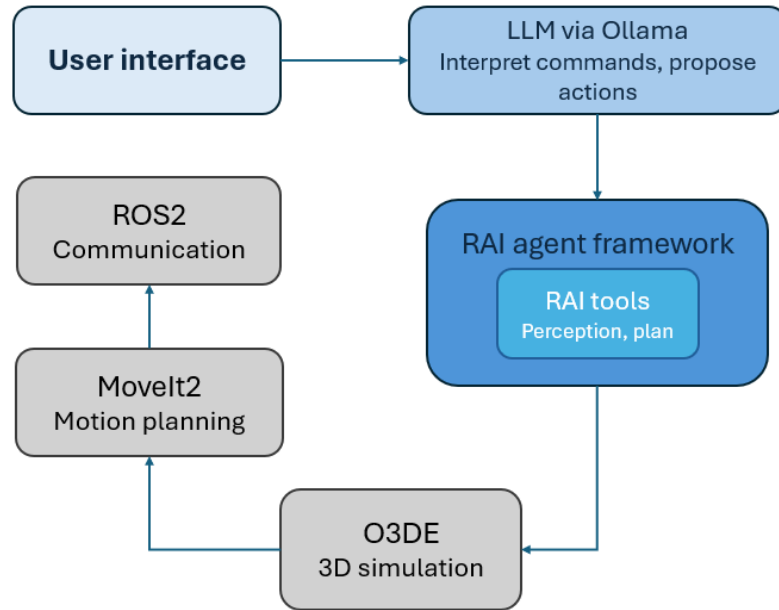 User interface
LLM via Ollama
Interpret commands, propose
actions
ROS2
Communication
RAI agent framework
RAI tools
Perception, plan
MoveIt2
Motion planning
O3DE
3D simulation